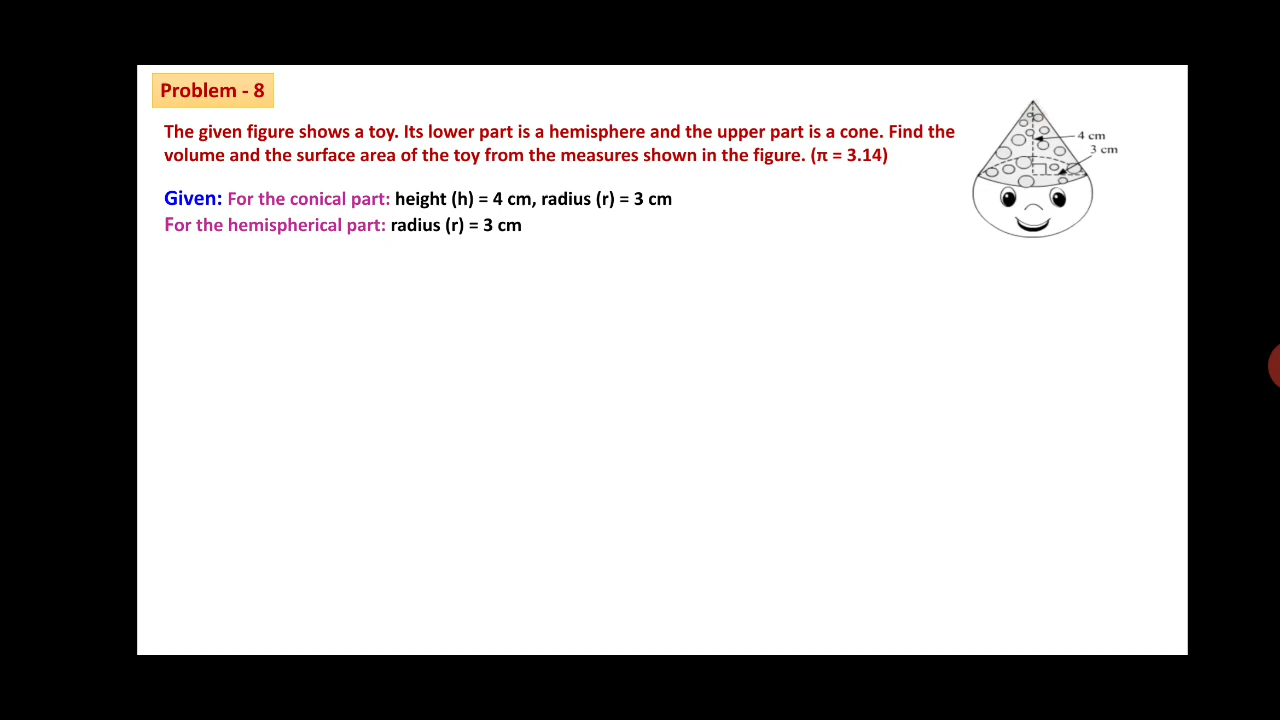 Problem - 8
The given figure shows a toy. Its lower part is a hemisphere and the upper part is a cone. Find the
volume and the surface area of the toy from the measures shown in the figure. (π = 3.14)
4 cm
3 cm
Given: For the conical part: height (h) = 4 cm, radius (r) = 3 cm
For the hemispherical part: radius (r) = 3 cm